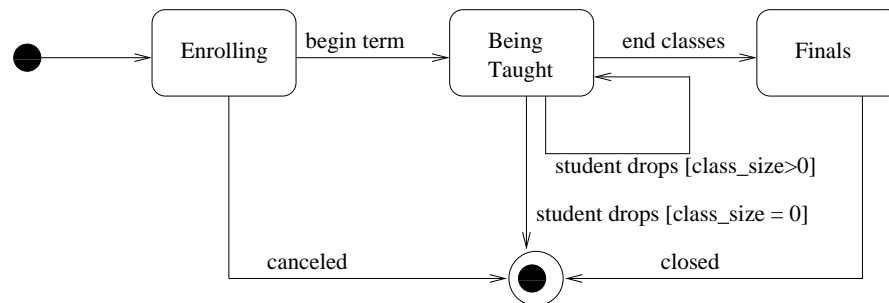 Enrolling
begin term
Being
Taught
end classes
Finals
student drops [class_size>0]
student drops [class_size = 0]
canceled
closed